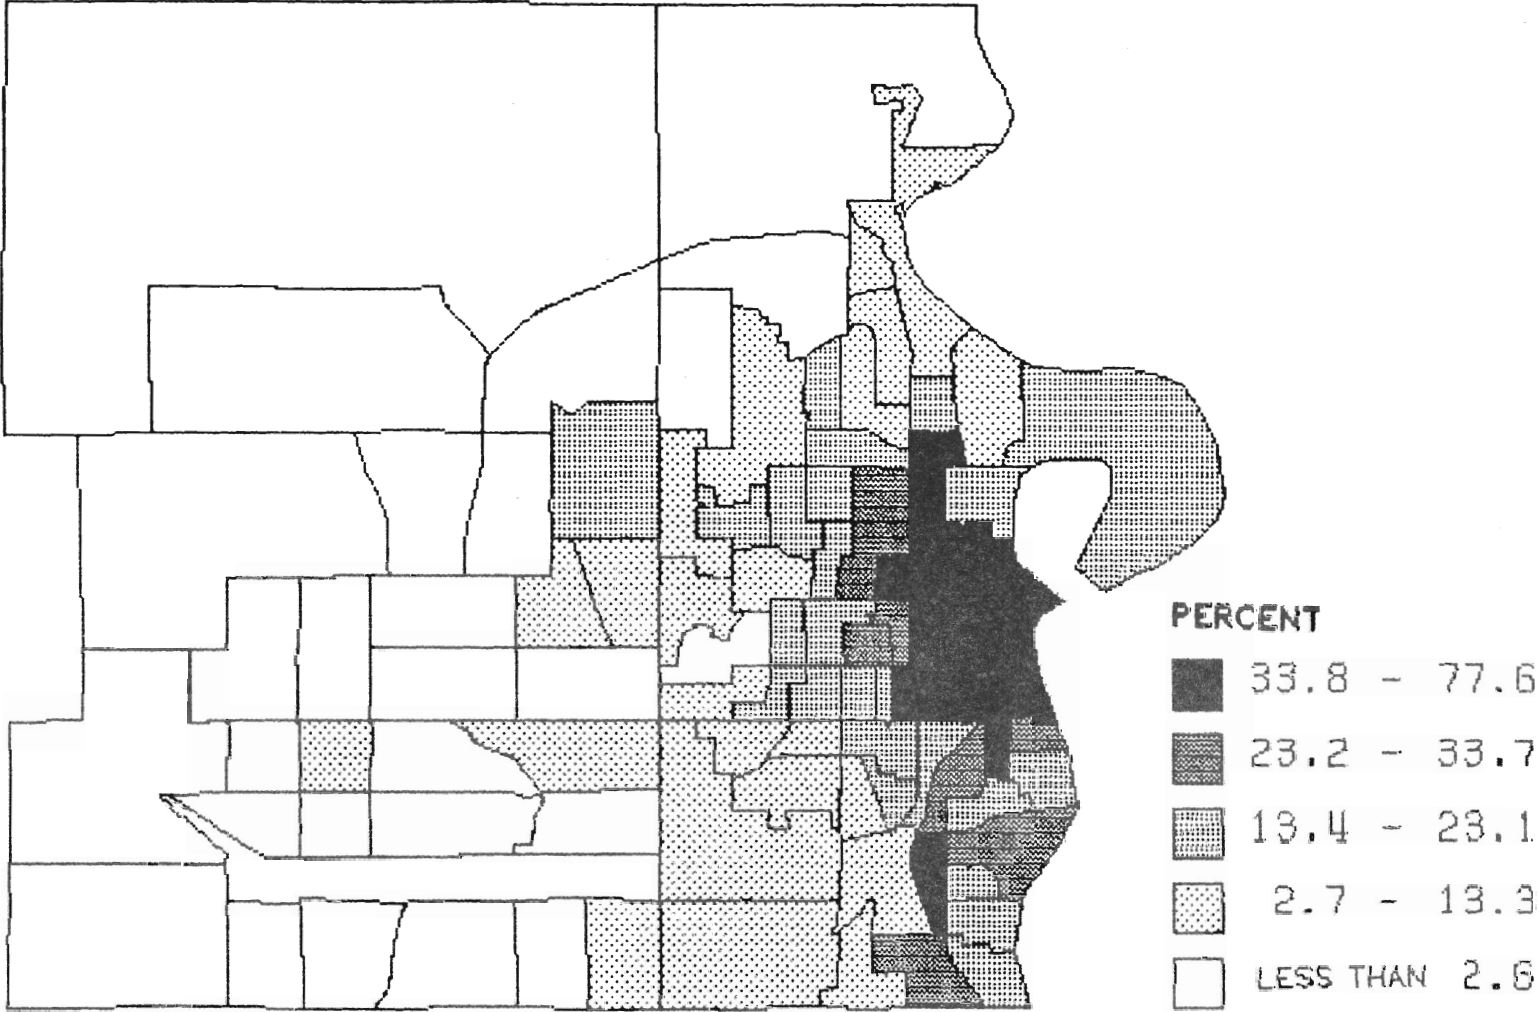 PERCENT
33.8 - 77.6
23.2 - 33.7
13.4 - 23.1
2.7 - 13.3
LESS THAN 2.6